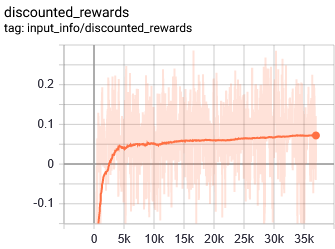 discounted_rewards
tag: input_info/discounted_rewards
0.2
0.1
0
-0.1
0 5k 10k 15k 20k 25k 30k 35k